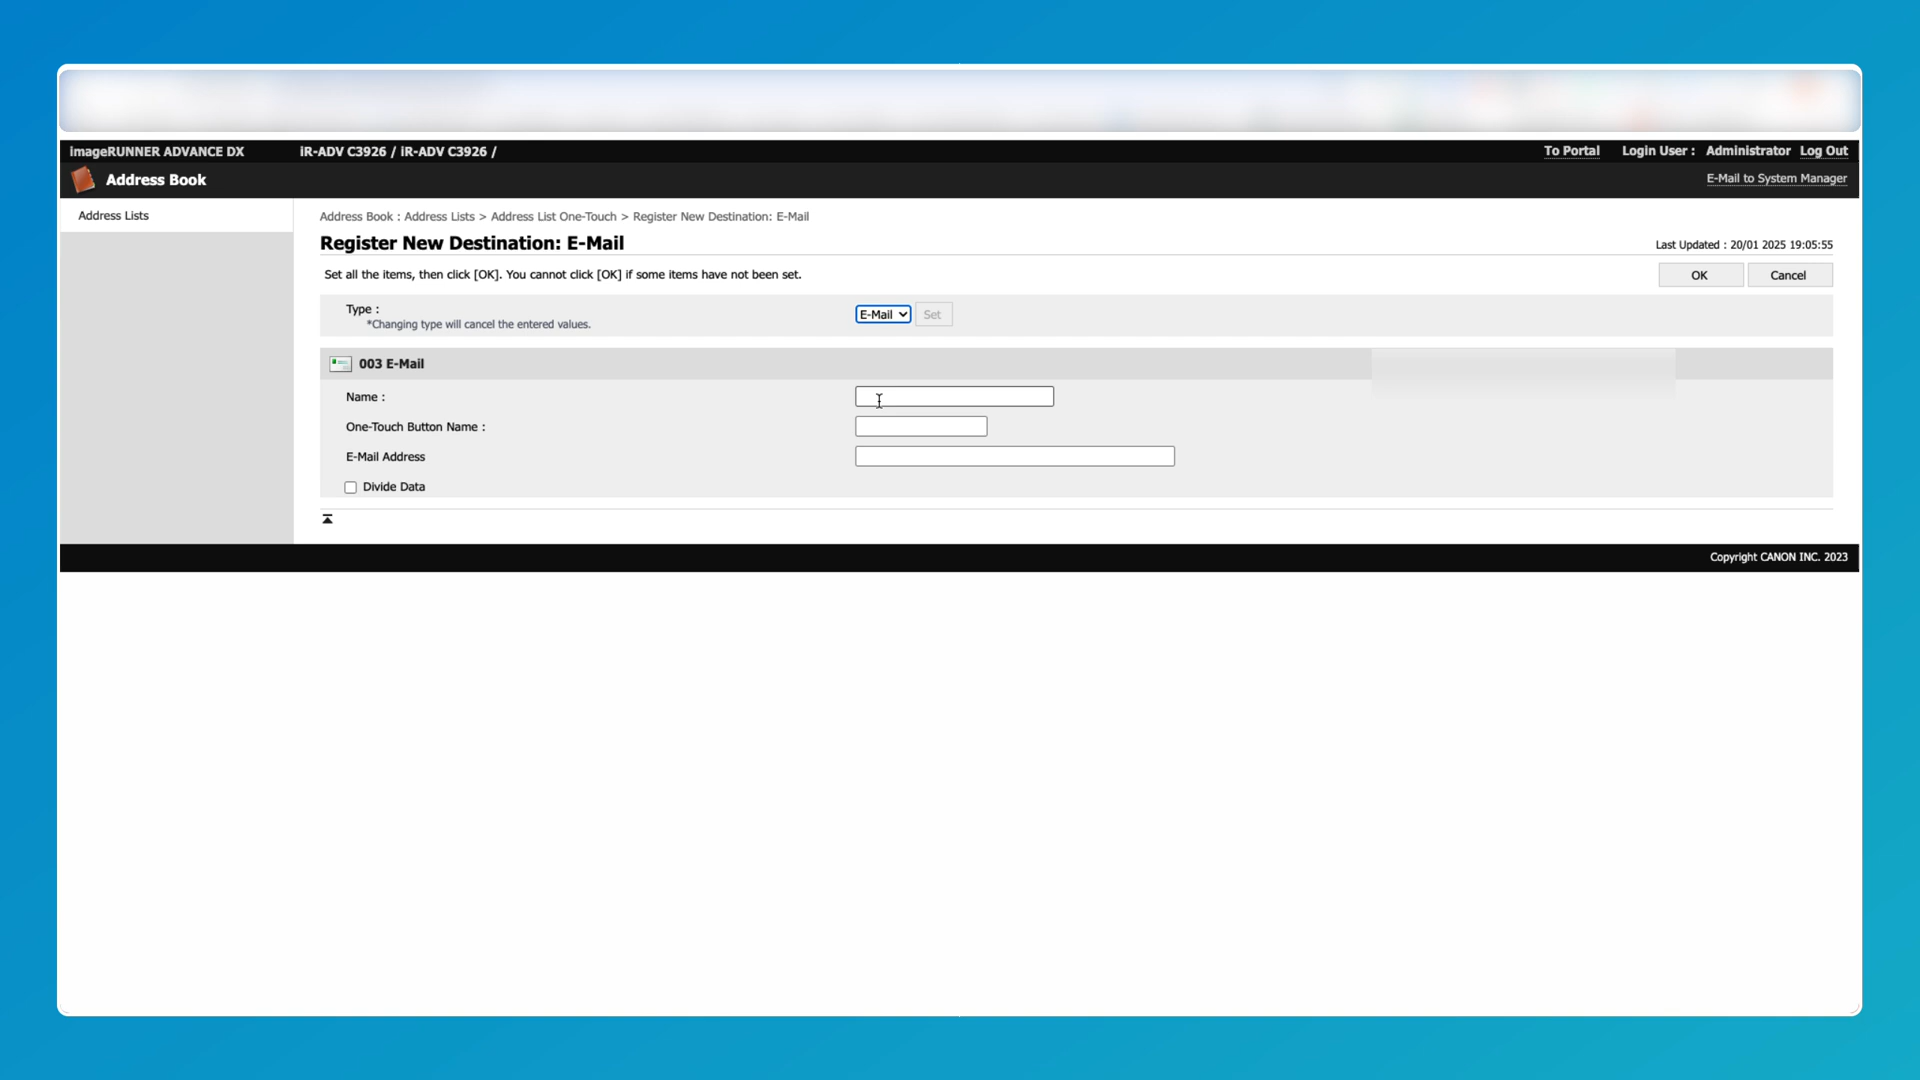 imageRUNNER ADVANCE DX iR-ADV C3926 / iR-ADV C3926 / To Portal Login User : Administrator Log Out
Address Book E-Mail to System Manager
Address Lists
Address Book : Address Lists > Address List One-Touch > Register New Destination: E-Mail
Register New Destination: E-Mail Last Updated : 20/01 2025 19:05:55
Set all the items, then click [OK]. You cannot click [OK] if some items have not been set. OK Cancel
Type : E-Mail Set
*Changing type will cancel the entered values.
003 E-Mail
Name :
One-Touch Button Name :
E-Mail Address
Divide Data
Copyright CANON INC. 2023